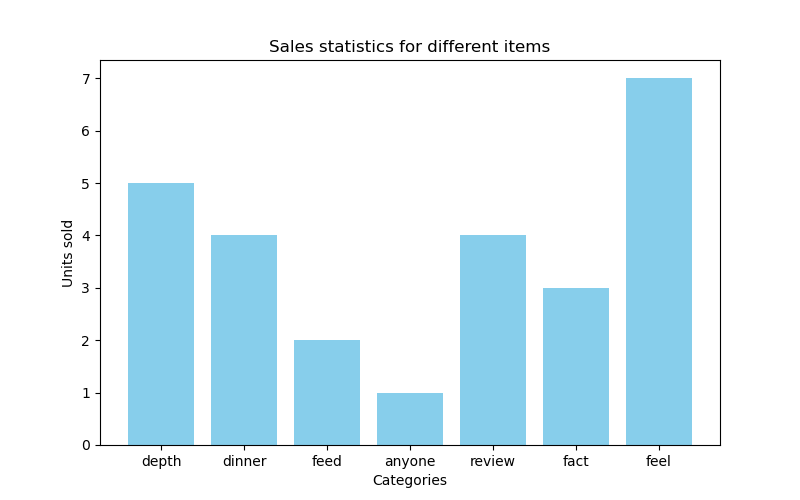 Sales statistics for different items
Units sold
7
6
5
4
3
2
1
0
depth dinner feed anyone review fact feel
Categories